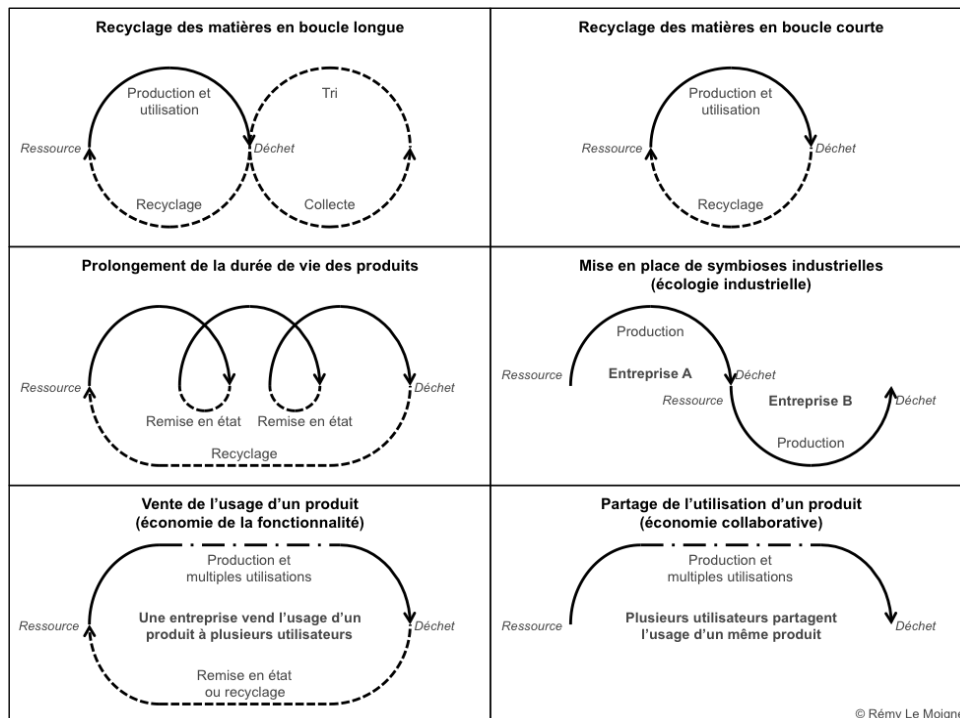 Recyclage des matières en boucle longue
Production et
utilisation
Tri
Ressource
Déchet
Recyclage
Collecte
Recyclage des matières en boucle courte
Production et
utilisation
Ressource
Déchet
Recyclage
Prolongement de la durée de vie des produits
Ressource
Déchet
Remise en état
Remise en état
Recyclage
Mise en place de symbioses industrielles
(écologie industrielle)
Production
Ressource
Entreprise A
Déchet
Ressource
Entreprise B
Déchet
Production
Vente de l’usage d’un produit
(économie de la fonctionnalité)
Production et
multiples utilisations
Ressource
Une entreprise vend l’usage d’un
produit à plusieurs utilisateurs
Déchet
Remise en état
ou recyclage
Partage de l’utilisation d’un produit
(économie collaborative)
Production et
multiples utilisations
Ressource
Plusieurs utilisateurs partagent
l’usage d’un même produit
Déchet
© Rémy Le Moigne